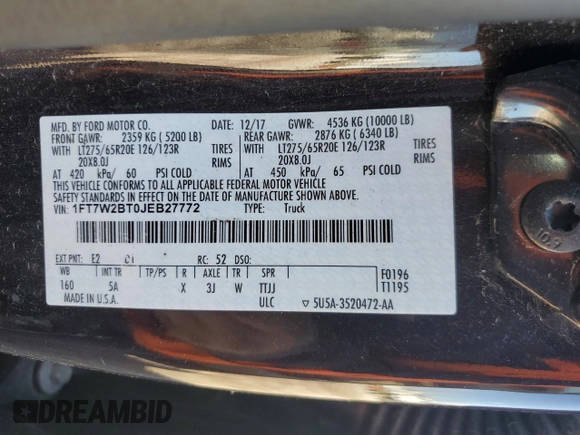 MFD. BY FORD MOTOR CO. DATE: 12/17 GVWR: 4536 KG (10000 LB)
FRONT GAWR: 2359 KG ( 5200 LB) REAR GAWR: 2876 KG ( 6340 LB)
WITH LT275/65R20E 126/123R TIRES WITH LT275/65R20E 126/123R TIRES
20X8.0J RIMS 20X8.0J RIMS
AT 420 kPa/ 60 PSI COLD AT 450 kPa/ 65 PSI COLD
THIS VEHICLE CONFORMS TO ALL APPLICABLE FEDERAL MOTOR VEHICLE
SAFETY STANDARDS IN EFFECT ON THE DATE OF MANUFACTURE SHOWN ABOVE.
VIN: 1FT7W2BT0JEB27772 TYPE: Truck
EXT PNT: E2 RC: 52 DSO:
WB INT TR TP/PS R AXLE TR SPR F0196
160 5A X 3J W TTJJ T1195
MADE IN U.S.A. ULC ▽ 5U5A-3520472-AA
10.9
DREAMBID